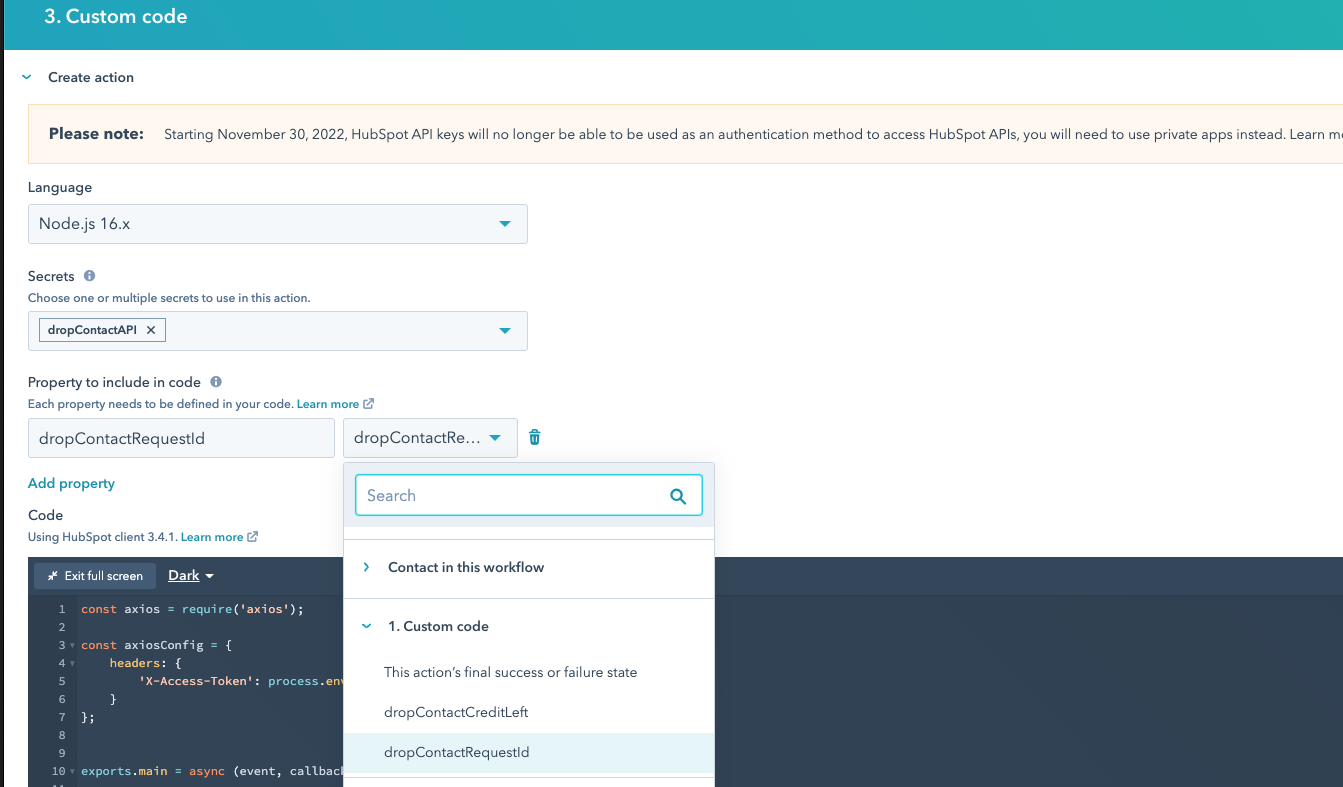 3. Custom code
Create action
Please note: Starting November 30, 2022, HubSpot API keys will no longer be able to be used as an authentication method to access HubSpot APIs, you will need to use private apps instead. Learn
Language
Node.js 16.x
Secrets
Choose one or multiple secrets to use in this action.
dropContactAPI ✕
Property to include in code
Each property needs to be defined in your code. Learn more
dropContactRequestId dropContactRe...
Search
Add property
Code
Using HubSpot client 3.4.1. Learn more
Contact in this workflow
Exit full screen Dark
1. Custom code
This action's final success or failure state
dropContactCreditLeft
dropContactRequestId
1 const axios = require('axios');
2
3 const axiosConfig = {
4 headers: {
5 'X-Access-Token': process.env
6 }
7 };
8
9
10 exports.main = async (event, callback